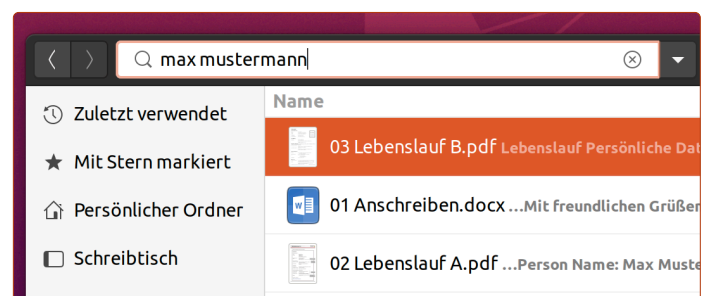 max mustermann
Zuletzt verwendet
Mit Stern markiert
Persönlicher Ordner
Schreibtisch
Name
03 Lebenslauf B.pdf Lebenslauf Persönliche Dat
01 Anschreiben.docx ...Mit freundlichen Grüßer
02 Lebenslauf A.pdf ...Person Name: Max Muste